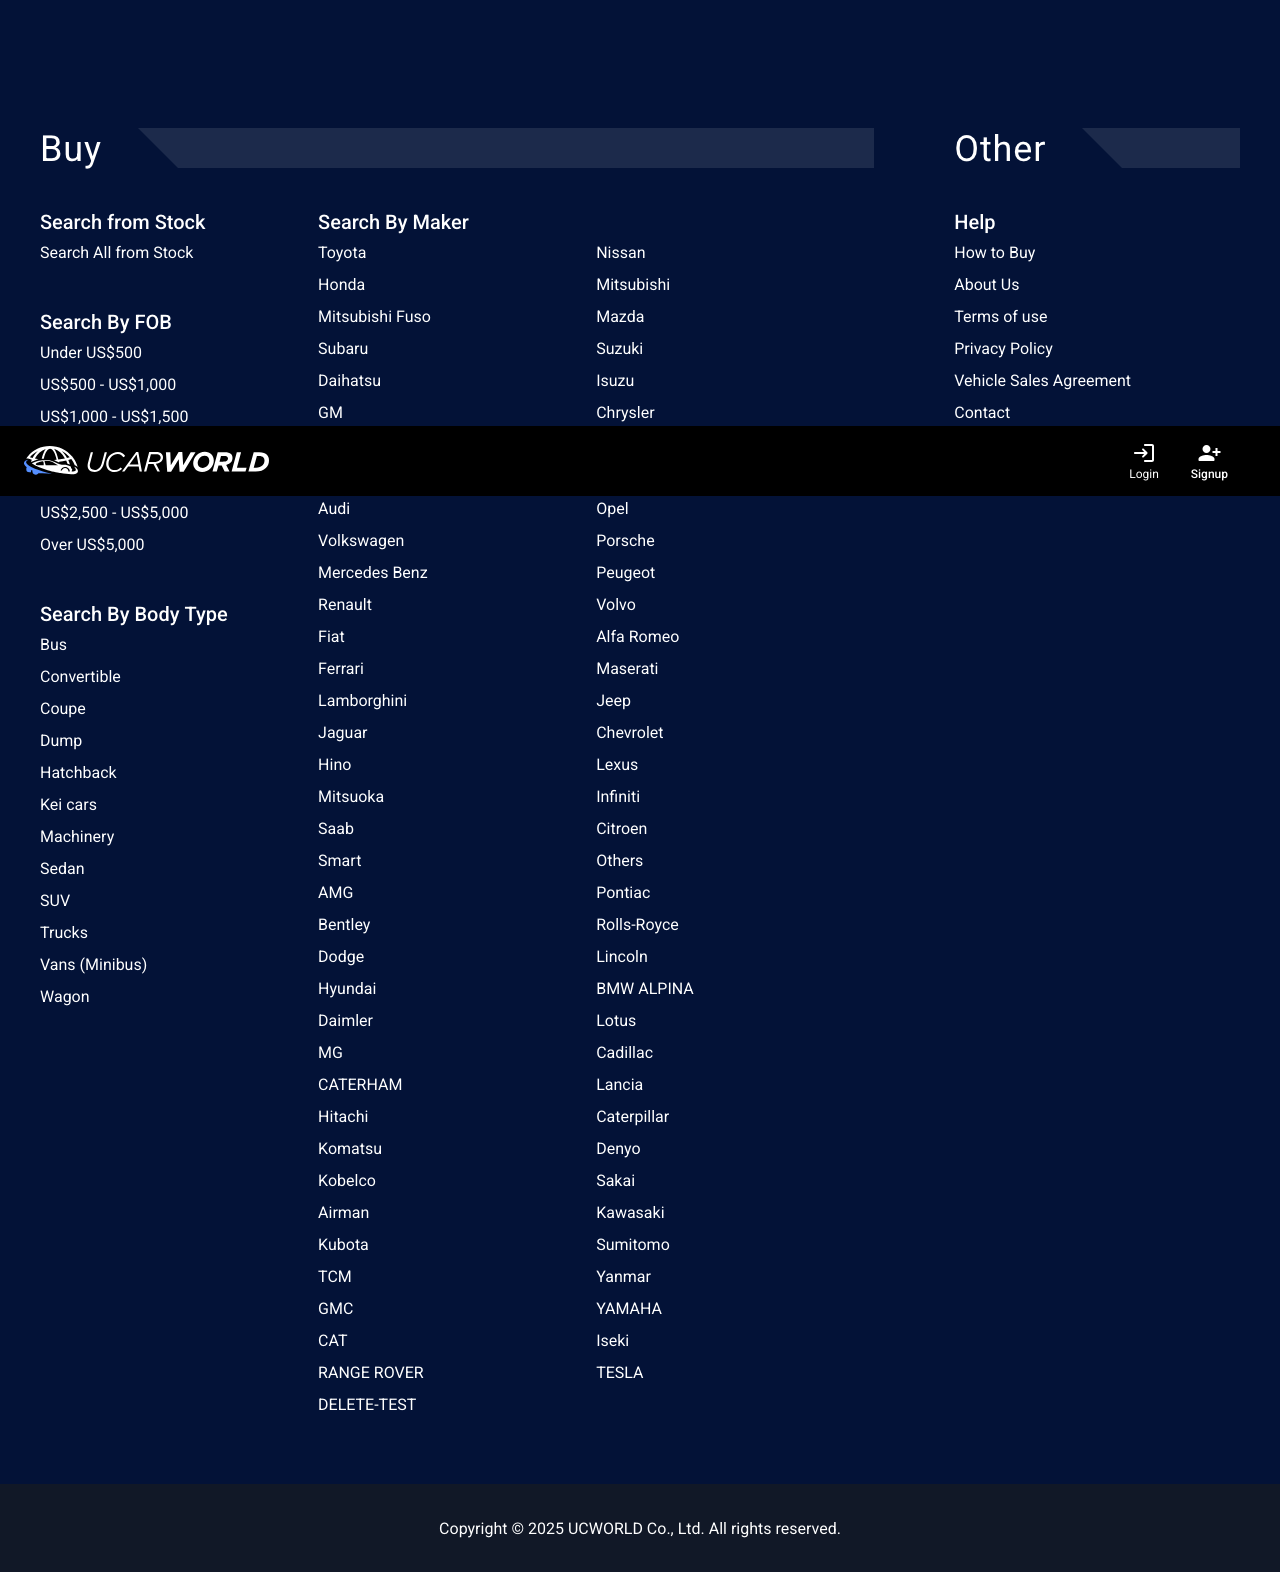 Buy
Search from Stock
Search All from Stock
Search By FOB
Under US$500
US$500 - US$1,000
US$1,000 - US$1,500
US$2,500 - US$5,000
Over US$5,000
Search By Body Type
Bus
Convertible
Coupe
Dump
Hatchback
Kei cars
Machinery
Sedan
SUV
Trucks
Vans (Minibus)
Wagon
Search By Maker
Toyota
Honda
Mitsubishi Fuso
Subaru
Daihatsu
GM
Audi
Volkswagen
Mercedes Benz
Renault
Fiat
Ferrari
Lamborghini
Jaguar
Hino
Mitsuoka
Saab
Smart
AMG
Bentley
Dodge
Hyundai
Daimler
MG
CATERHAM
Hitachi
Komatsu
Kobelco
Airman
Kubota
TCM
GMC
CAT
RANGE ROVER
DELETE-TEST
Nissan
Mitsubishi
Mazda
Suzuki
Isuzu
Chrysler
Opel
Porsche
Peugeot
Volvo
Alfa Romeo
Maserati
Jeep
Chevrolet
Lexus
Infiniti
Citroen
Others
Pontiac
Rolls-Royce
Lincoln
BMW ALPINA
Lotus
Cadillac
Lancia
Caterpillar
Denyo
Sakai
Kawasaki
Sumitomo
Yanmar
YAMAHA
Iseki
TESLA
Other
Help
How to Buy
About Us
Terms of use
Privacy Policy
Vehicle Sales Agreement
Contact
UCARWORLD
Login
Signup
Copyright © 2025 UCWORLD Co., Ltd. All rights reserved.